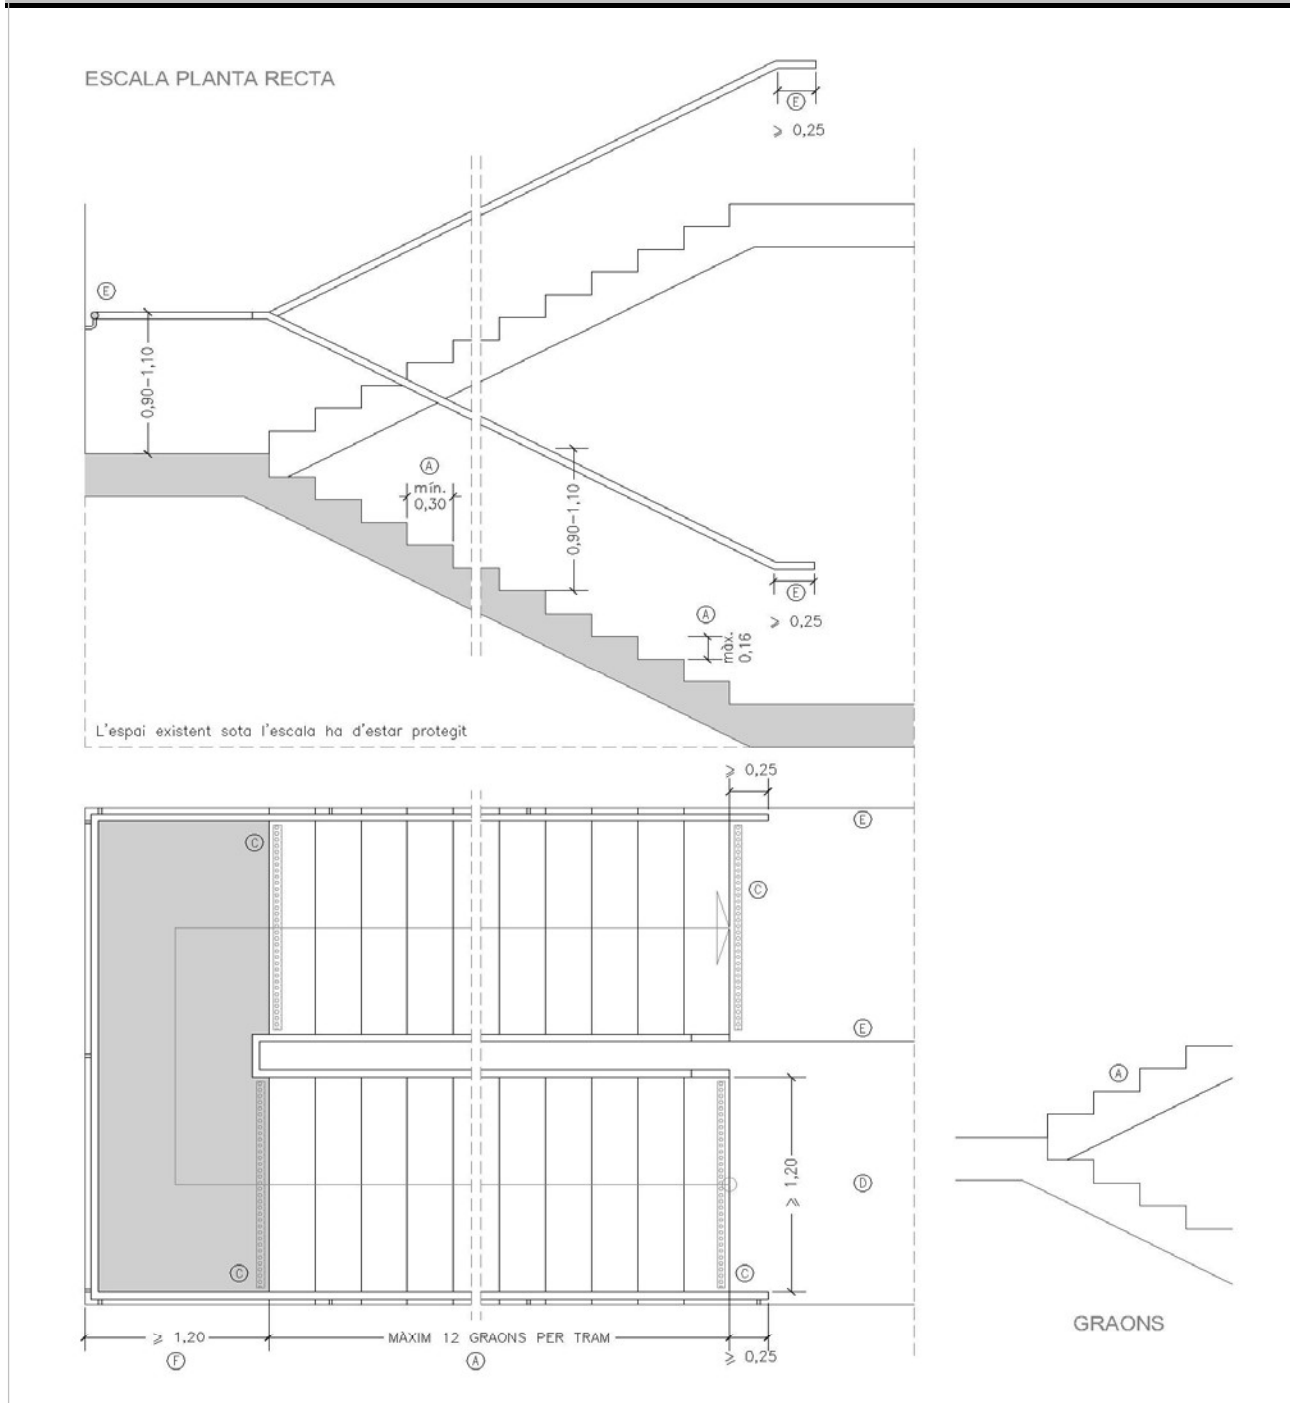 ESCALA PLANTA RECTA
E
⩾ 0,25
E
0,90-1,10
A
mín.
0,30
0,90-1,10
E
⩾ 0,25
A
màx.
0,16
L'espai existent sota l'escala ha d'estar protegit
⩾ 0,25
E
C
C
E
A
⩾ 1,20
D
C
C
GRAONS
⩾ 1,20
MÀXIM 12 GRAONS PER TRAM
⩾ 0,25
F
A